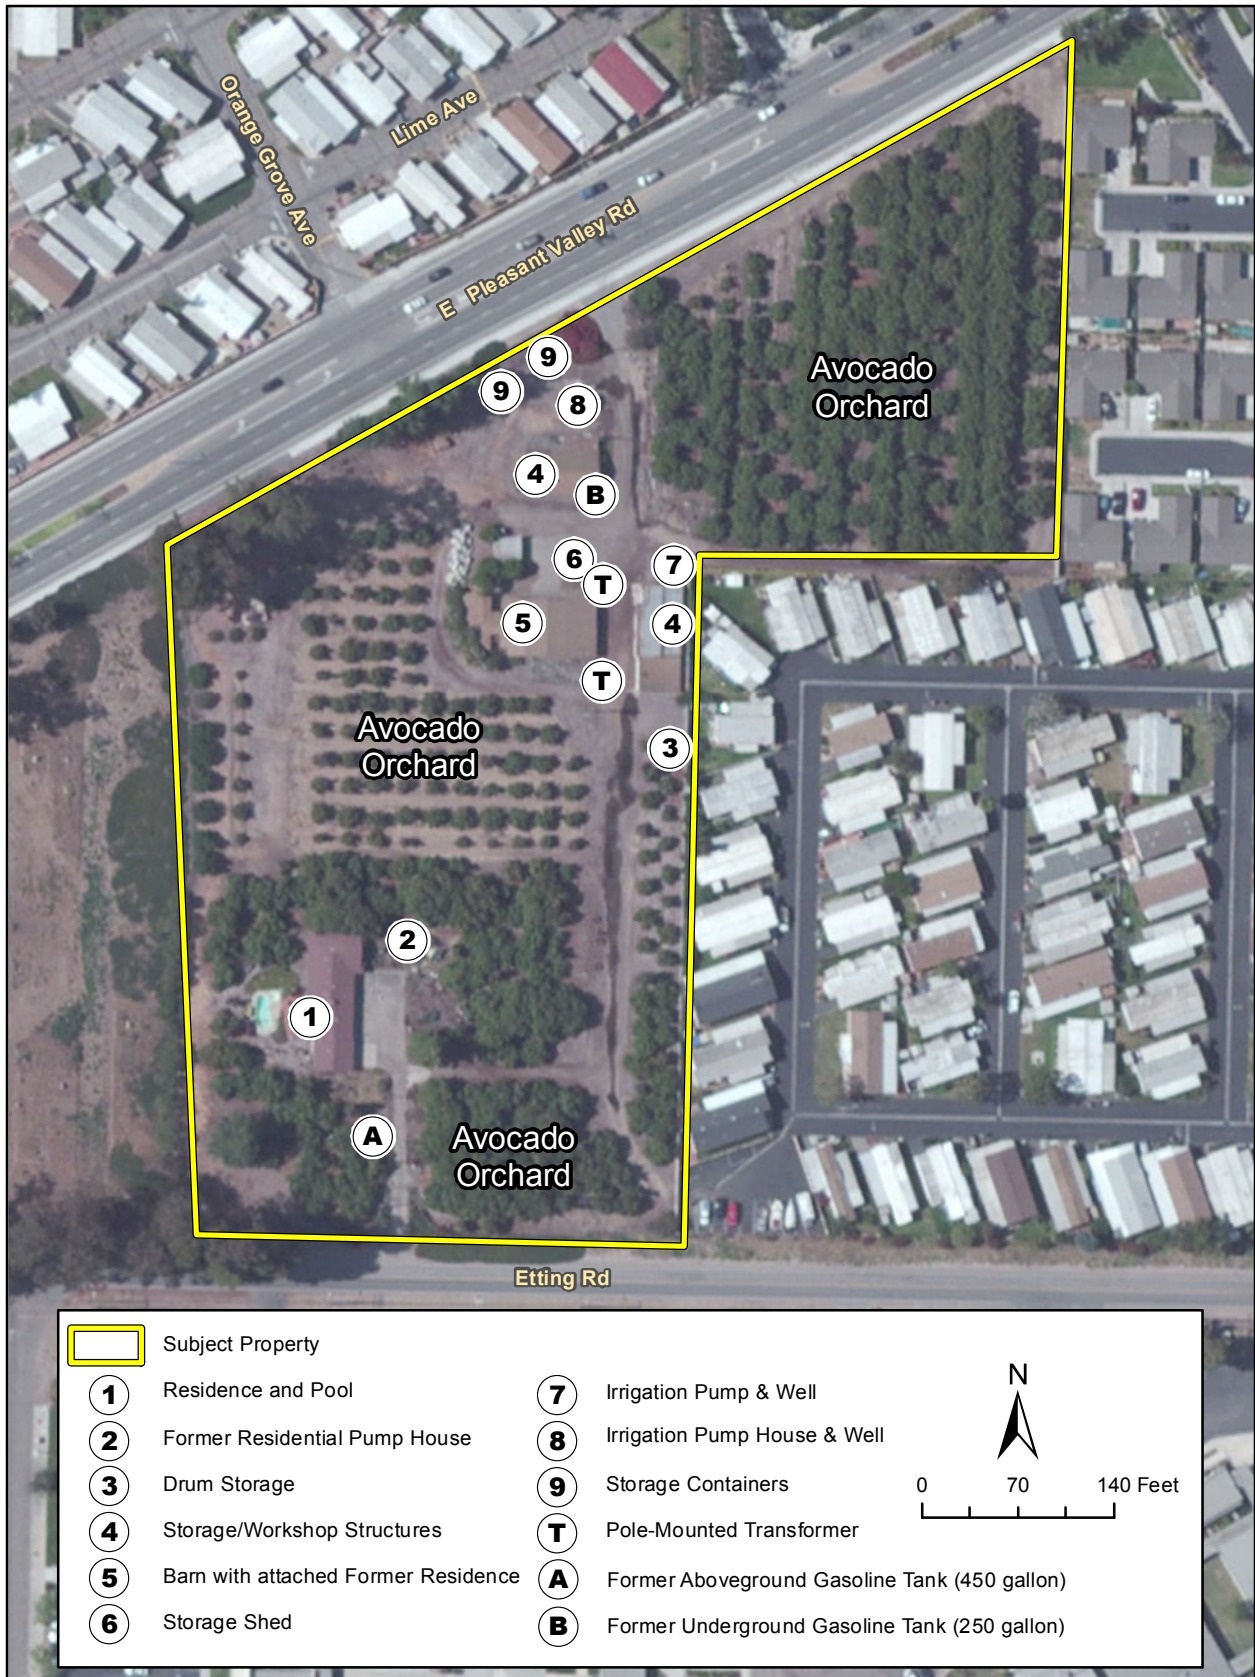 Orange Grove Ave
Lime Ave
E Pleasant Valley Rd
Avocado
Orchard
9
9
8
4
B
6
T
7
5
4
T
Avocado
Orchard
3
2
1
A
Avocado
Orchard
Etting Rd
Subject Property
1 Residence and Pool
2 Former Residential Pump House
3 Drum Storage
4 Storage/Workshop Structures
5 Barn with attached Former Residence
6 Storage Shed
7 Irrigation Pump & Well
8 Irrigation Pump House & Well
9 Storage Containers
T Pole-Mounted Transformer
A Former Aboveground Gasoline Tank (450 gallon)
B Former Underground Gasoline Tank (250 gallon)
N
0 70 140 Feet